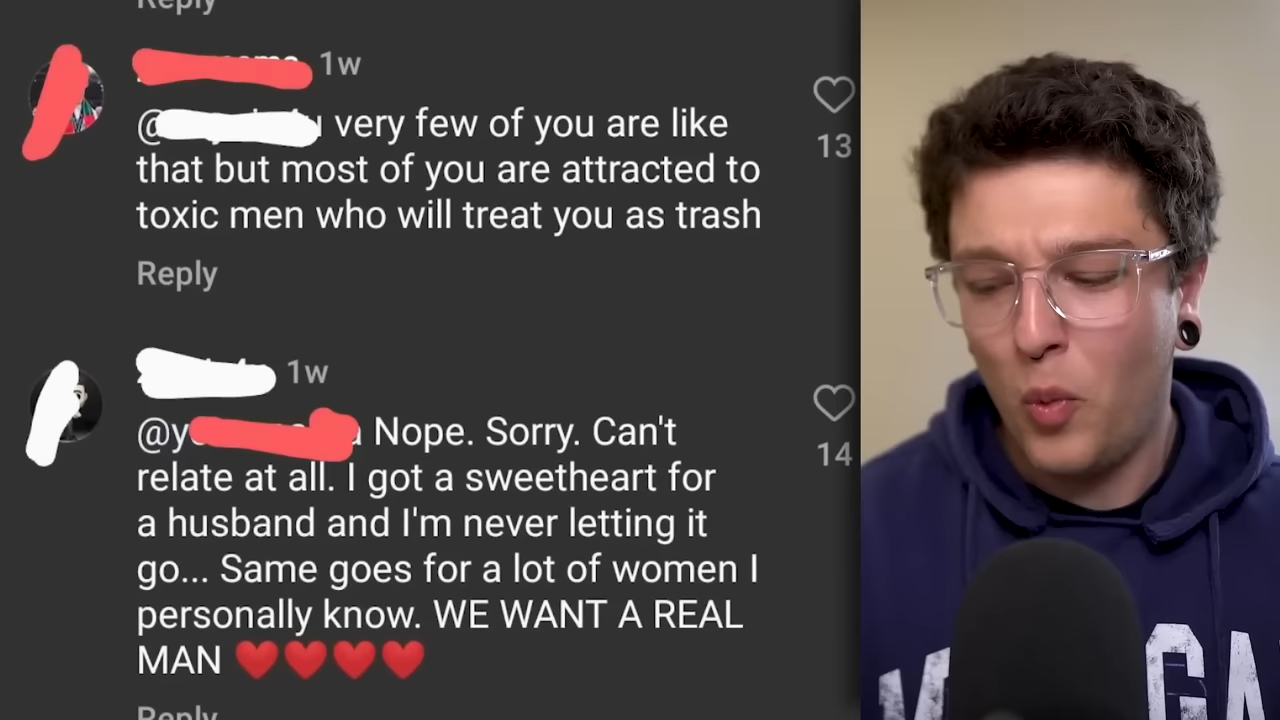 Reply
1w
@ very few of you are like
that but most of you are attracted to
toxic men who will treat you as trash
13
Reply
1w
@y Nope. Sorry. Can't
relate at all. I got a sweetheart for
a husband and I'm never letting it
go... Same goes for a lot of women I
personally know. WE WANT A REAL
MAN ❤️❤️❤️❤️
14
Reply